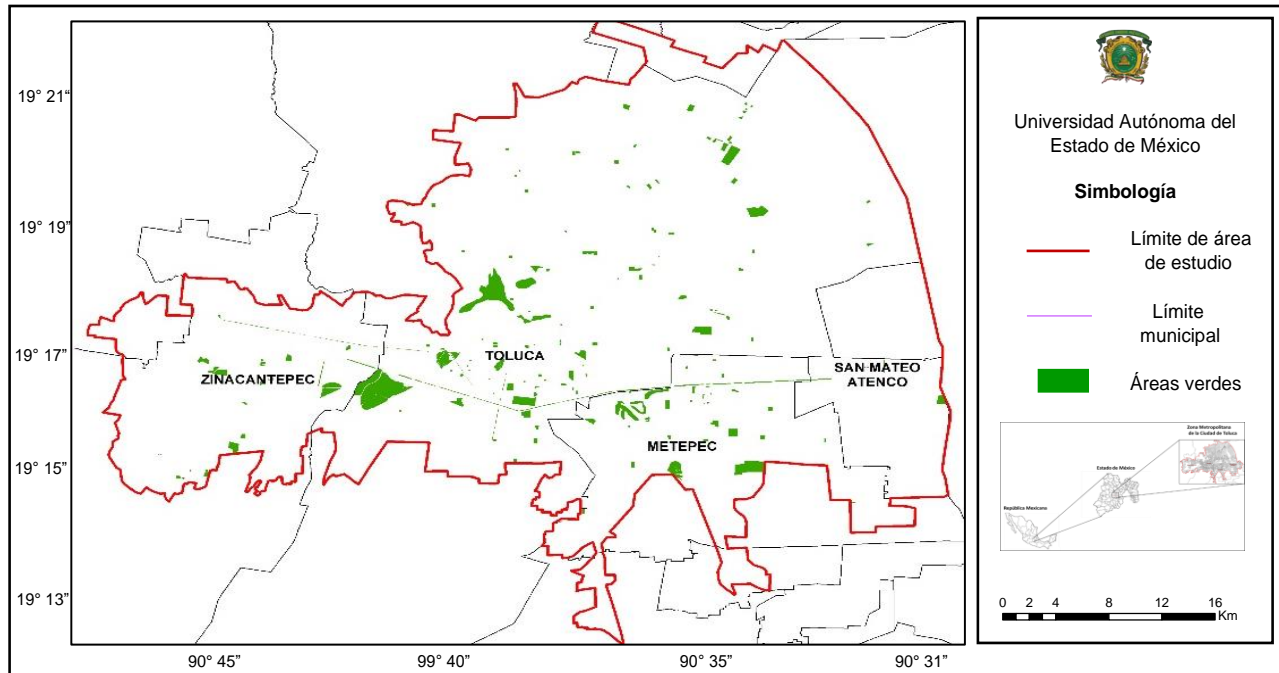 19° 21“
19° 19”
19° 17”
19° 15”
19° 13”
90° 45”
99° 40”
90° 35”
90° 31”
ZINACANTEPEC
TOLUCA
SAN MATEO
ATENCO
METEPEC
Universidad Autónoma del
Estado de México
Simbología
Límite de área
de estudio
Límite
municipal
Áreas verdes
Zona Metropolitana
de la Ciudad de Toluca
Estado de México
República Mexicana
0 2 4 8 12 16
Km